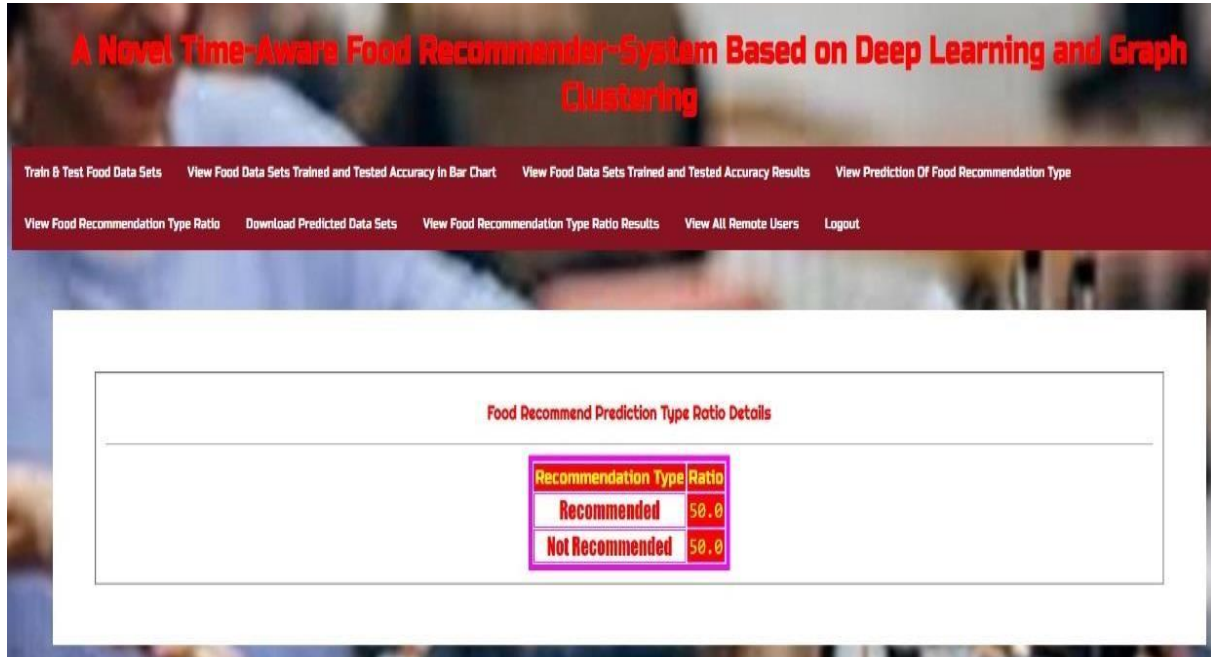 A Novel Time-Aware Food Recommender-System Based on Deep Learning and Graph
Clustering
Train & Test Food Data Sets View Food Data Sets Trained and Tested Accuracy in Bar Chart View Food Data Sets Trained and Tested Accuracy Results View Prediction Of Food Recommendation Type
View Food Recommendation Type Ratio Download Predicted Data Sets View Food Recommendation Type Ratio Results View All Remote Users Logout
Food Recommend Prediction Type Ratio Details
Recommendation Type Ratio
Recommended 50.0
Not Recommended 50.0